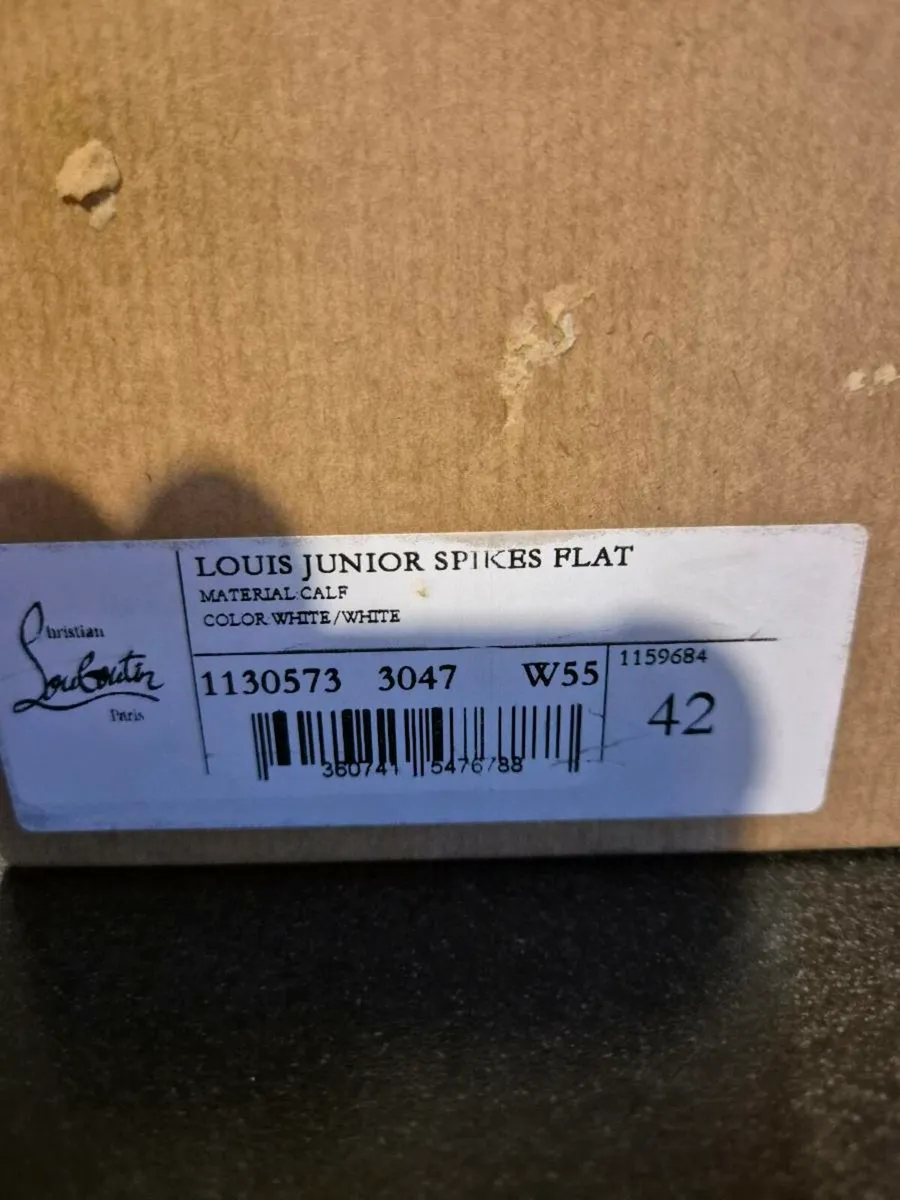 LOUIS JUNIOR SPIKES FLAT
MATERIAL:CALF
COLOR:WHITE/WHITE
Christian
Louboutin
Paris
1130573 3047 W55
1159684
42
360741 5476788